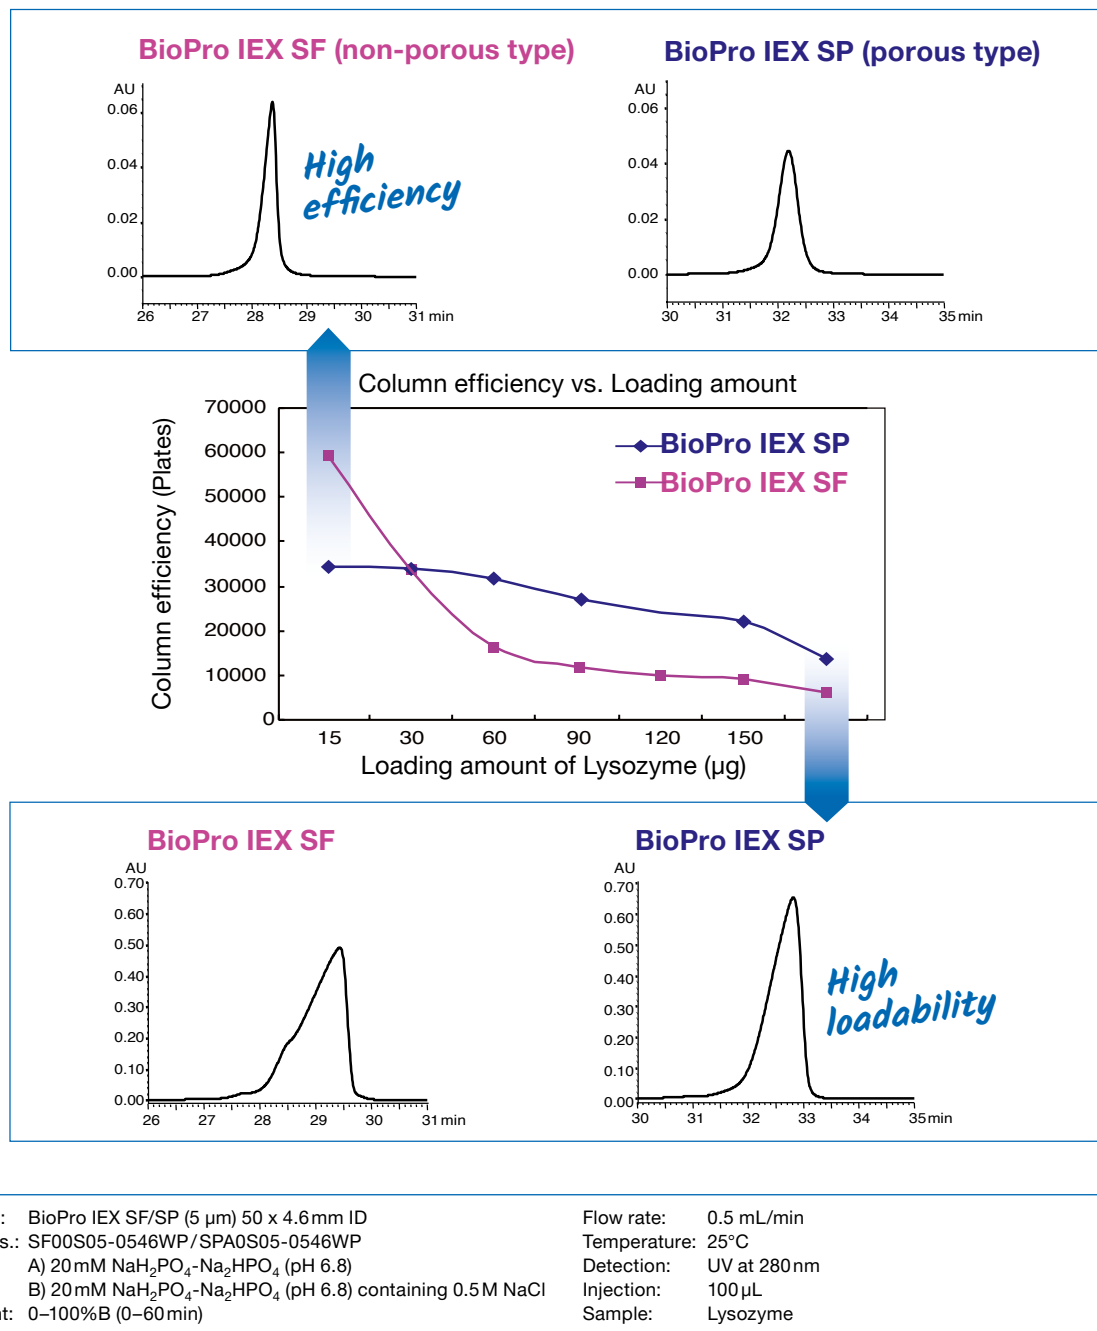 BioPro IEX SF (non-porous type)
AU
0.06
0.04
0.02
0.00
26 27 28 29 30 31 min
High
efficiency
BioPro IEX SP (porous type)
AU
0.06
0.04
0.02
0.00
30 31 32 33 34 35 min
Column efficiency vs. Loading amount
Column efficiency (Plates)
70000
60000
50000
40000
30000
20000
10000
0
BioPro IEX SP
BioPro IEX SF
15 30 60 90 120 150
Loading amount of Lysozyme (µg)
BioPro IEX SF
AU
0.70
0.60
0.50
0.40
0.30
0.20
0.10
0.00
26 27 28 29 30 31 min
BioPro IEX SP
AU
0.70
0.60
0.50
0.40
0.30
0.20
0.10
0.00
30 31 32 33 34 35 min
High
loadability
: BioPro IEX SF/SP (5 µm) 50 x 4.6 mm ID
s.: SF00S05-0546WP/SPA0S05-0546WP
A) 20 mM NaH₂PO₄-Na₂HPO₄ (pH 6.8)
B) 20 mM NaH₂PO₄-Na₂HPO₄ (pH 6.8) containing 0.5 M NaCl
nt: 0–100%B (0–60 min)
Flow rate: 0.5 mL/min
Temperature: 25°C
Detection: UV at 280 nm
Injection: 100 µL
Sample: Lysozyme